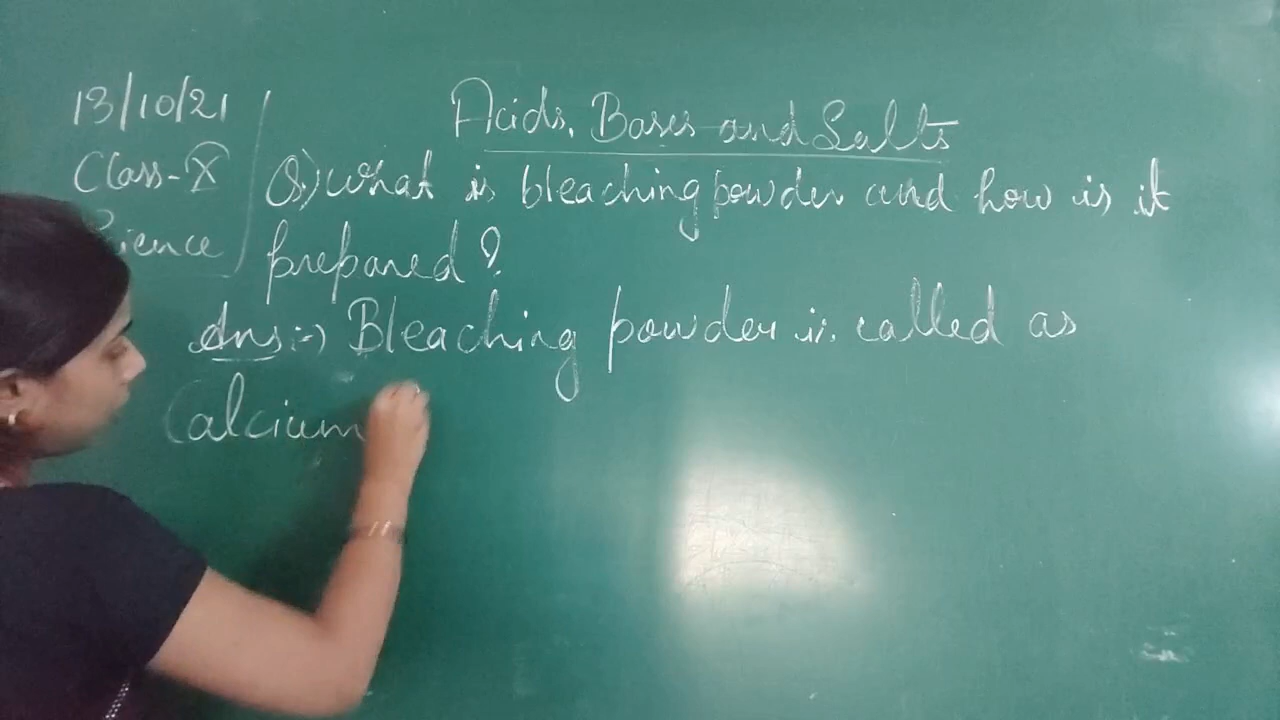 13/10/21
Class-X
Science
Acids, Bases and Salts
Q) What is bleaching powder and how is it
prepared?
Ans:-) Bleaching powder is called as
Calcium